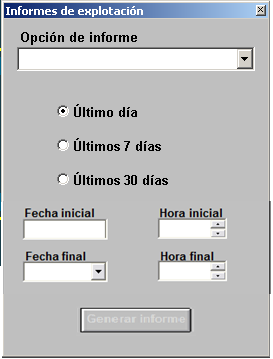 Informes de explotación
Opción de informe
Último día
Últimos 7 días
Últimos 30 días
Fecha inicial
Hora inicial
Fecha final
Hora final
Generar informe